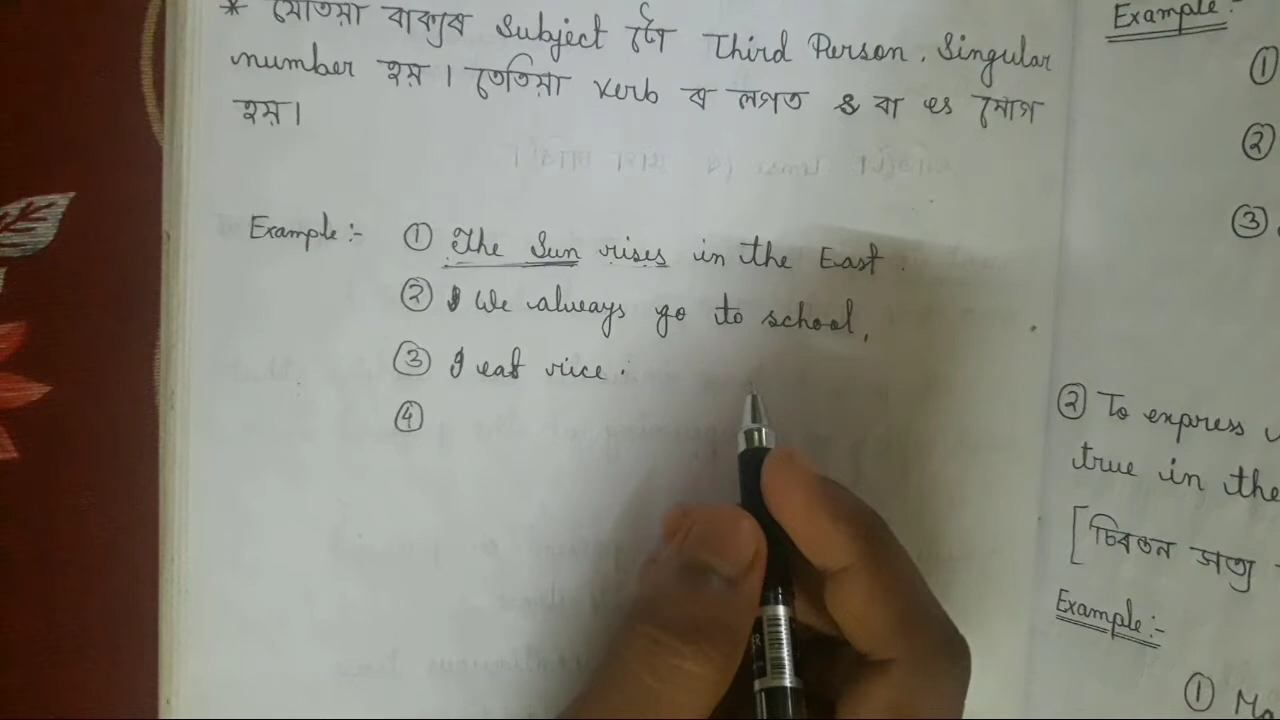 * যেতিয়া বাক্যৰ Subject টো Third Person, Singular
number হয়। তেতিয়া Verb ৰ লগত s বা es যোগ
হয়।
Example :-
① The Sun rises in the East.
② We always go to school.
③ I eat rice.
④
Example:-
①
②
③
② To express
true in the
[চিৰন্তন সত্য
Example :-
①